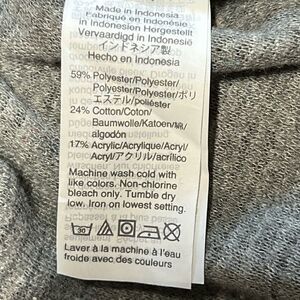 Made in Indonesia
Fabriqué en Indonésie
in Indonesien Hergestellt
Vervaardigd in Indonesië
インドネシア製
Hecho en Indonesia
59% Polyester/Polyester/
Polyester/Polyester/ポリ
エステル/poliéster
24% Cotton/Coton/
Baumwolle/Katoen/綿/
algodón
17% Acrylic/Acrylique/Acryl/
Acryl/アクリル/acrílico
Machine wash cold with
like colors. Non-chlorine
bleach only. Tumble dry
low. Iron on lowest setting.
30
Laver à la machine à l'eau
froide avec des couleurs